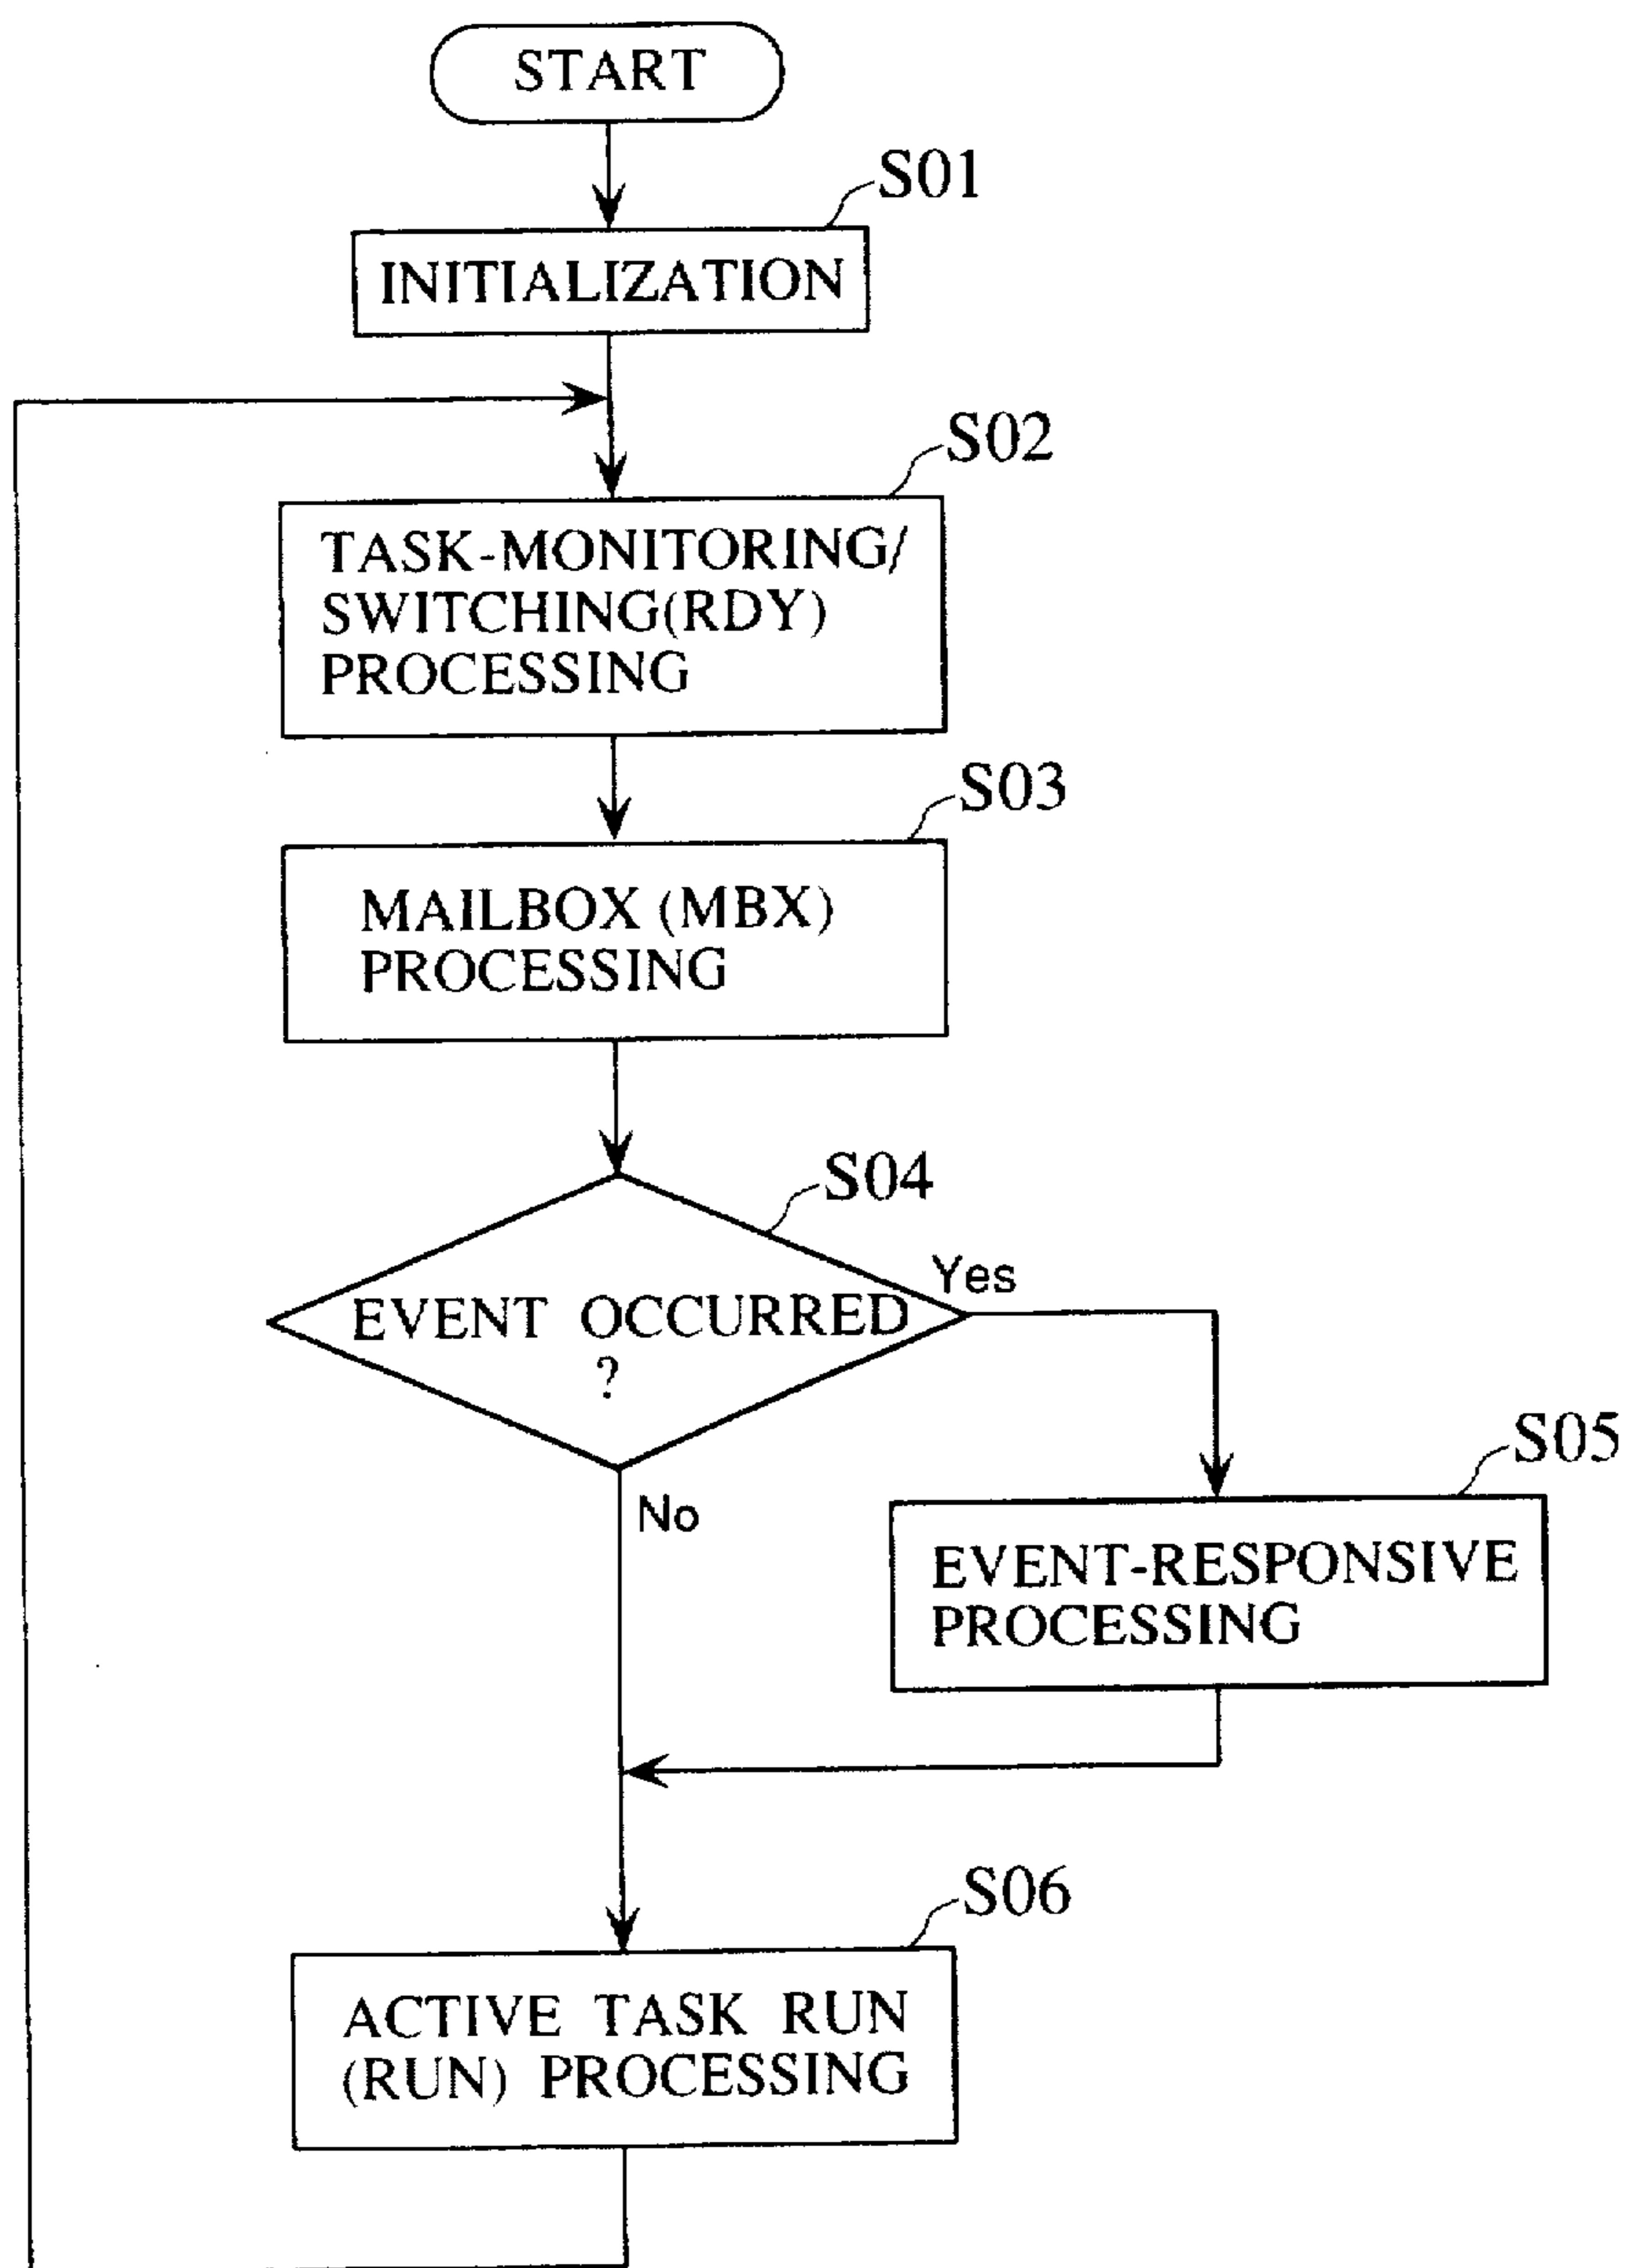 START
S01
INITIALIZATION
S02
TASK-MONITORING/
SWITCHING(RDY)
PROCESSING
S03
MAILBOX (MBX)
PROCESSING
S04
Yes
EVENT OCCURRED
?
No
S05
EVENT-RESPONSIVE
PROCESSING
S06
ACTIVE TASK RUN
(RUN) PROCESSING